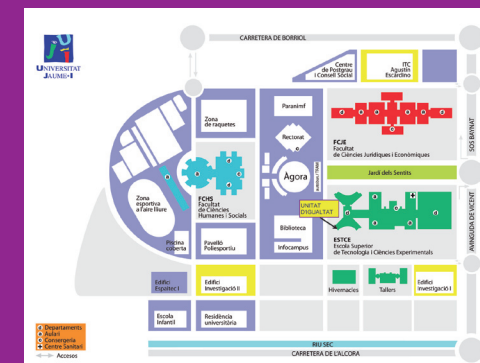 CARRETERA DE BORRIOL
UNIVERSITAT
JAUME·I
Centre
de Postgrau
i Consell Social
ITC
Agustín
Escardino
Zona
de raquetes
Paranimf
Rectorat
Àgora
FCJE
Facultat
de Ciències Jurídiques i Econòmiques
SOS BAYNAT
Jardí dels Sentits
FCHS
Facultat
de Ciències
Humanes i Socials
Zona
esportiva
a l'aire lliure
UNITAT
D'IGUALTAT
Piscina
coberta
Pavelló
Poliesportiu
Biblioteca
Infocampus
ESTCE
Escola Superior
de Tecnologia i Ciències Experimentals
AVINGUDA DE VICENT
Edifici
Espaitec I
Edifici
Investigació II
Hivernacles
Tallers
Edifici
Investigació I
Escola
Infantil
Residència
universitària
d Departaments
a Aulari
c Consergeria
+ Centre Sanitari
Accesos
RIU SEC
CARRETERA DE L'ALCORA